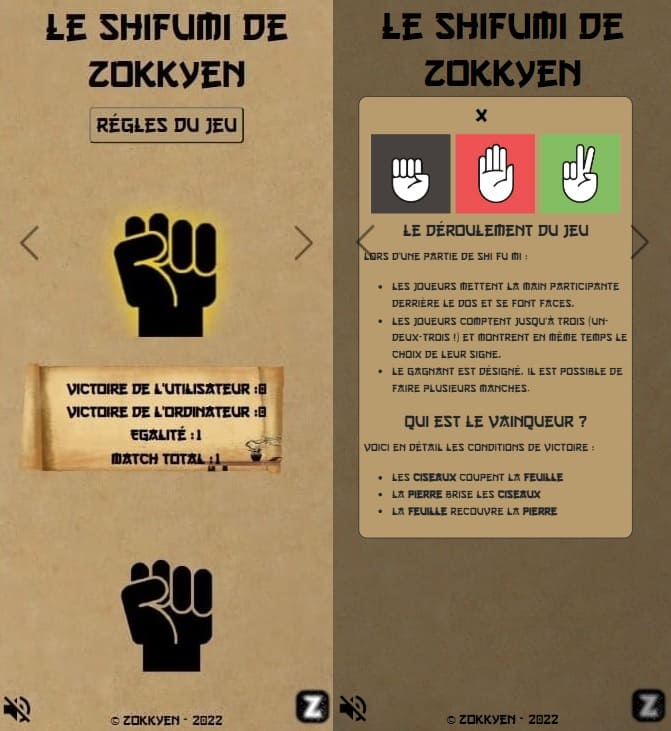 LE SHIFUMI DE
ZOKKYEN
RÉGLES DU JEU
VICTOIRE DE L'UTILISATEUR :0
VICTOIRE DE L'ORDINATEUR :0
EGALITÉ :1
MATCH TOTAL :1
Z
© ZOKKYEN - 2022
LE SHIFUMI DE
ZOKKYEN
X
LE DÉROULEMENT DU JEU
LORS D'UNE PARTIE DE SHI FU MI :
• LES JOUEURS METTENT LA MAIN PARTICIPANTE
DERRIÈRE LE DOS ET SE FONT FACES.
• LES JOUEURS COMPTENT JUSQU'À TROIS (UN-
DEUX-TROIS !) ET MONTRENT EN MÊME TEMPS LE
CHOIX DE LEUR SIGNE.
• LE GAGNANT EST DÉSIGNÉ. IL EST POSSIBLE DE
FAIRE PLUSIEURS MANCHES.
QUI EST LE VAINQUEUR ?
VOICI EN DÉTAIL LES CONDITIONS DE VICTOIRE :
• LES CISEAUX COUPENT LA FEUILLE
• LA PIERRE BRISE LES CISEAUX
• LA FEUILLE RECOUVRE LA PIERRE
Z
© ZOKKYEN - 2022